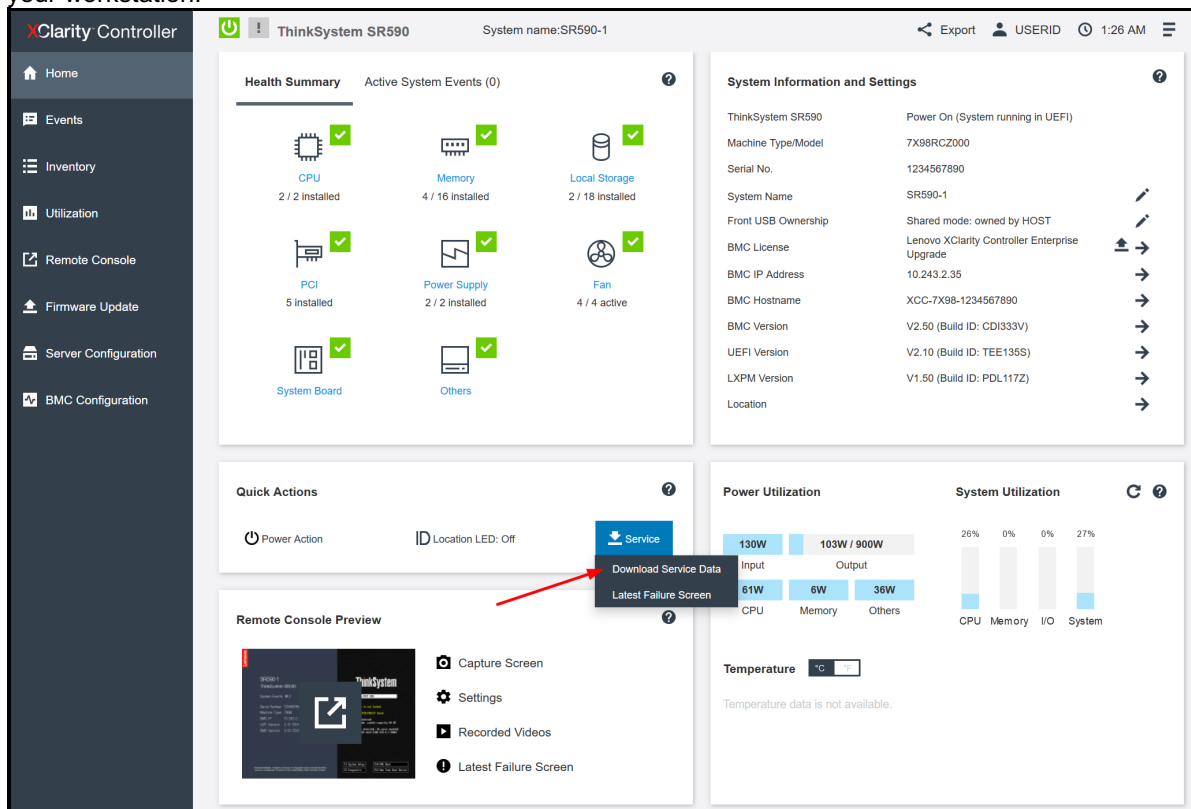 your workstation.
XClarity Controller
ThinkSystem SR590
System name:SR590-1
Export
USERID
1:26 AM
Home
Events
Inventory
Utilization
Remote Console
Firmware Update
Server Configuration
BMC Configuration
Health Summary
Active System Events (0)
CPU
Memory
Local Storage
2 / 2 installed
4 / 16 installed
2 / 18 installed
PCI
Power Supply
Fan
5 installed
2 / 2 installed
4 / 4 active
System Board
Others
System Information and Settings
ThinkSystem SR590 Power On (System running in UEFI)
Machine Type/Model 7X98RCZ000
Serial No. 1234567890
System Name SR590-1
Front USB Ownership Shared mode: owned by HOST
BMC License Lenovo XClarity Controller Enterprise
Upgrade
BMC IP Address 10.243.2.35
BMC Hostname XCC-7X98-1234567890
BMC Version V2.50 (Build ID: CDI333V)
UEFI Version V2.10 (Build ID: TEE135S)
LXPM Version V1.50 (Build ID: PDL117Z)
Location
Quick Actions
Power Action
Location LED: Off
Service
Download Service Data
Latest Failure Screen
Power Utilization
130W
103W / 900W
Input
Output
61W
6W
36W
CPU
Memory
Others
System Utilization
26% 0% 0% 27%
CPU Memory I/O System
Temperature
°C
°F
Temperature data is not available.
Remote Console Preview
ThinkSystem
Capture Screen
Settings
Recorded Videos
Latest Failure Screen